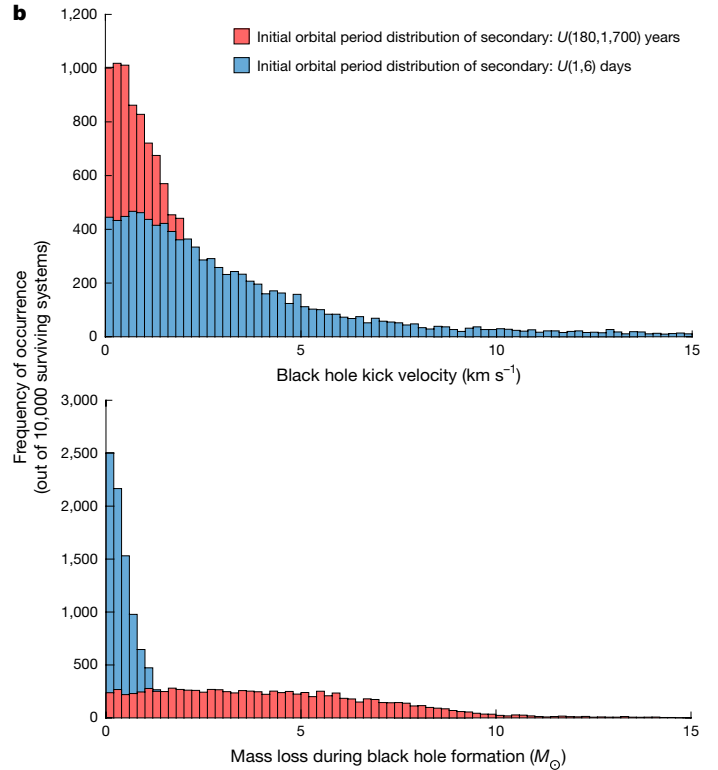 b
1,200
1,000
800
600
400
200
0
Initial orbital period distribution of secondary: U(180,1,700) years
Initial orbital period distribution of secondary: U(1,6) days
0 5 10 15
Black hole kick velocity (km s⁻¹)
Frequency of occurrence
(out of 10,000 surviving systems)
3,000
2,500
2,000
1,500
1,000
500
0
0 5 10 15
Mass loss during black hole formation (M☉)